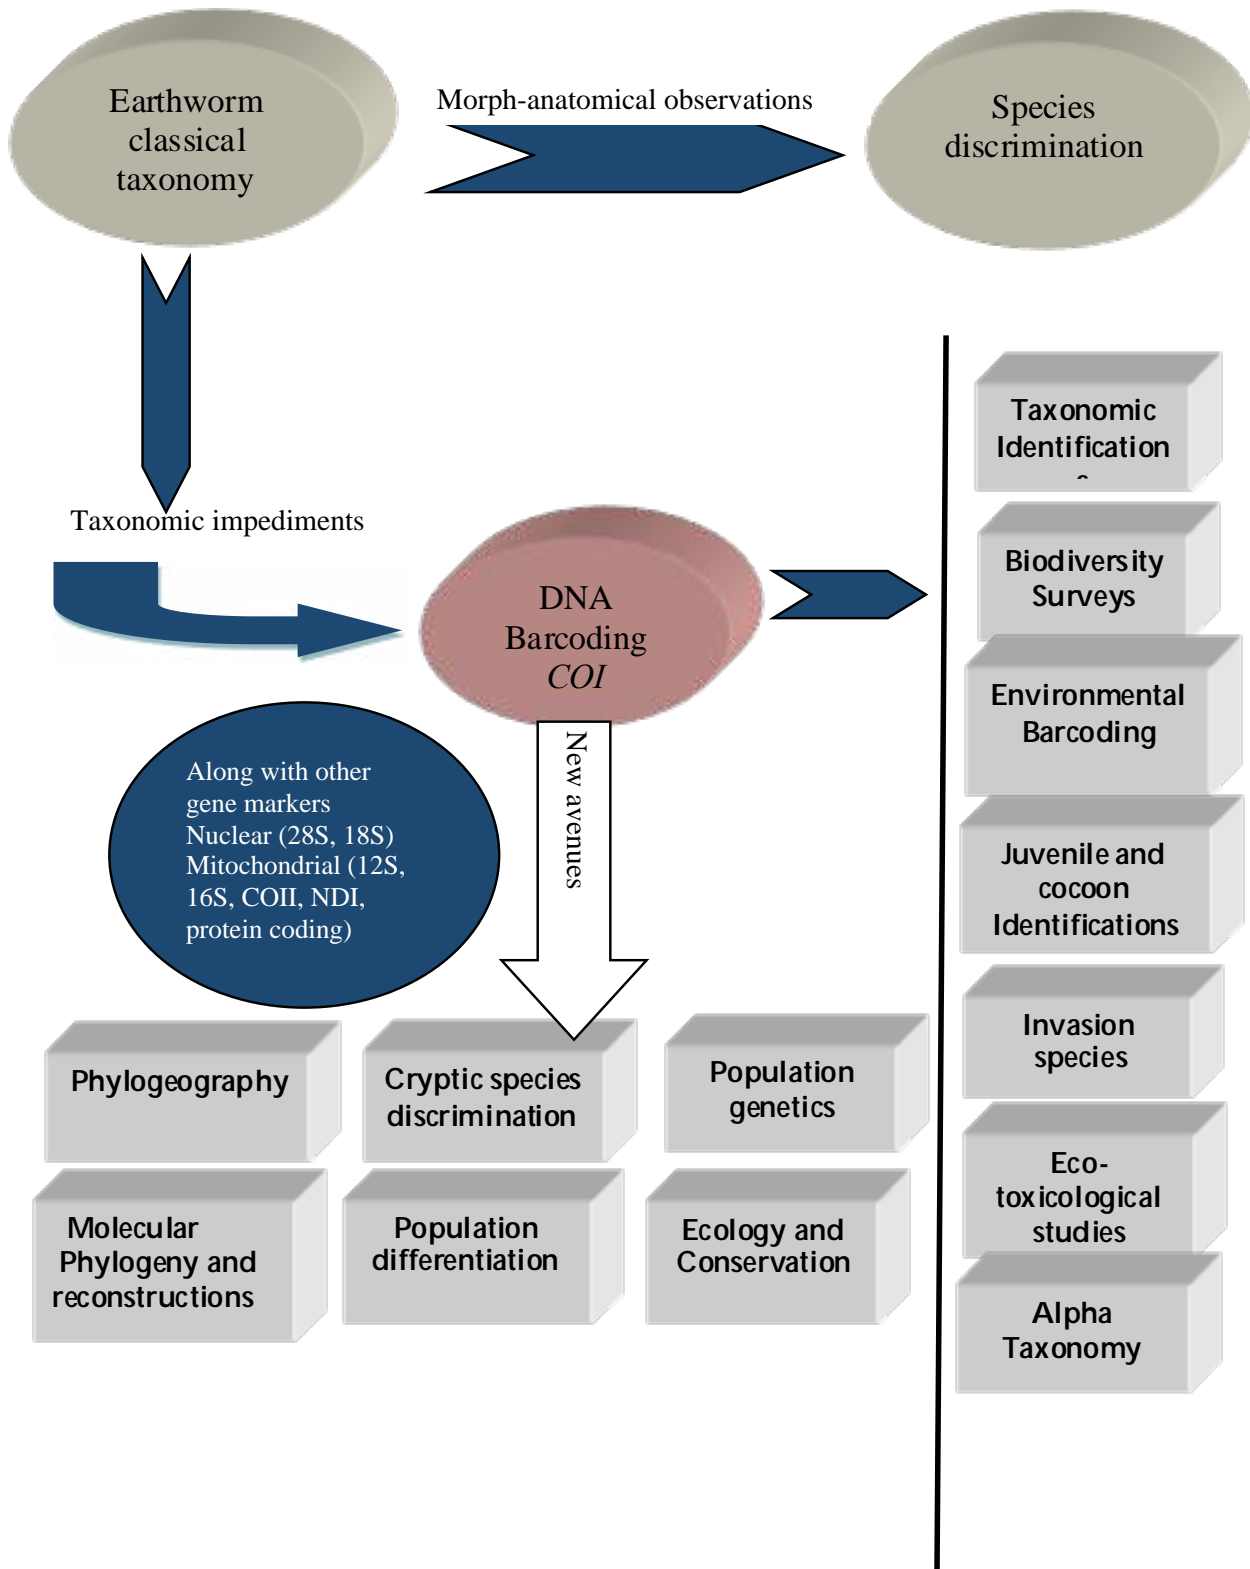 Earthworm
classical
taxonomy
Morph-anatomical observations
Species
discrimination
Taxonomic impediments
DNA
Barcoding
COI
New avenues
Along with other
gene markers
Nuclear (28S, 18S)
Mitochondrial (12S,
16S, COII, NDI,
protein coding)
Phylogeography
Cryptic species
discrimination
Population
genetics
Molecular
Phylogeny and
reconstructions
Population
differentiation
Ecology and
Conservation
Taxonomic
Identification
Biodiversity
Surveys
Environmental
Barcoding
Juvenile and
cocoon
Identifications
Invasion
species
Eco-
toxicological
studies
Alpha
Taxonomy